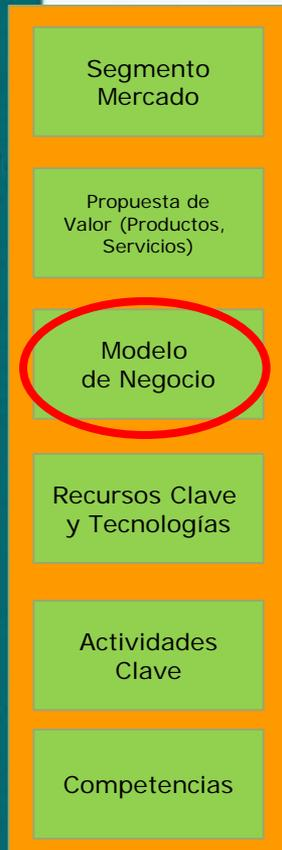 Segmento
Mercado
Propuesta de
Valor (Productos,
Servicios)
Modelo
de Negocio
Recursos Clave
y Tecnologías
Actividades
Clave
Competencias